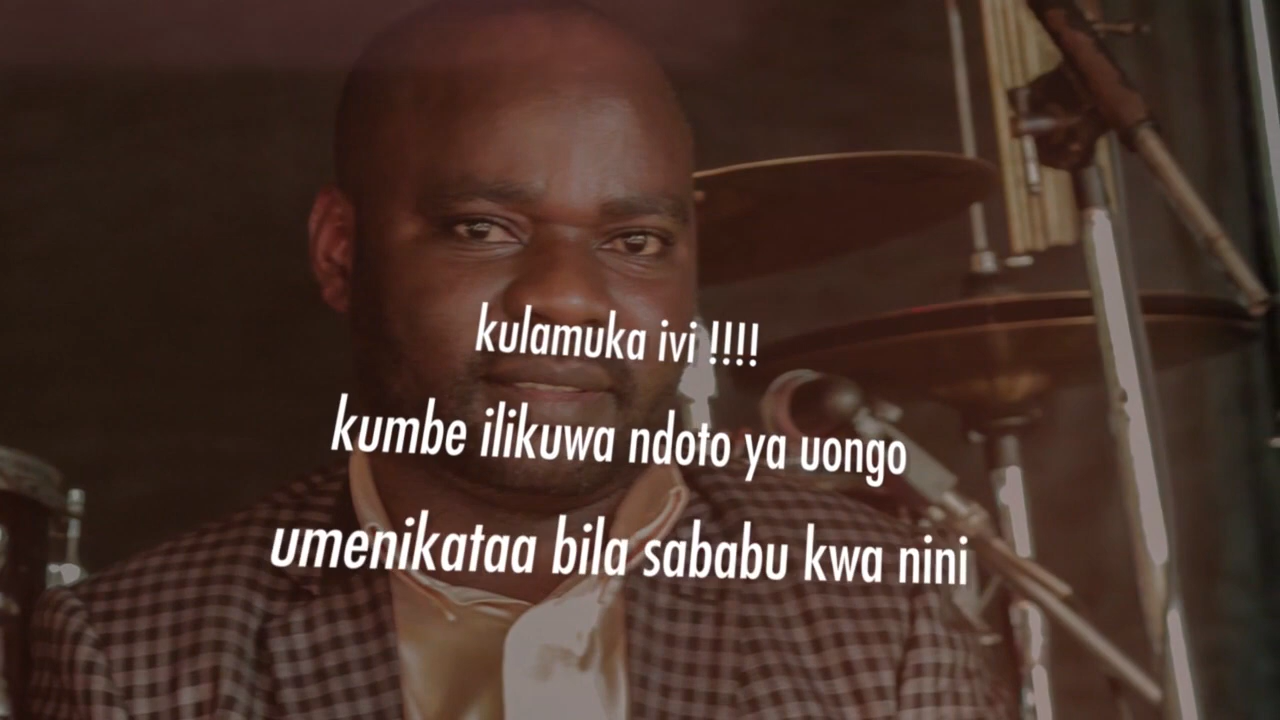 kulamuka ivi !!!!
kumbe ilikuwa ndoto ya uongo
umenikataa bila sababu kwa nini